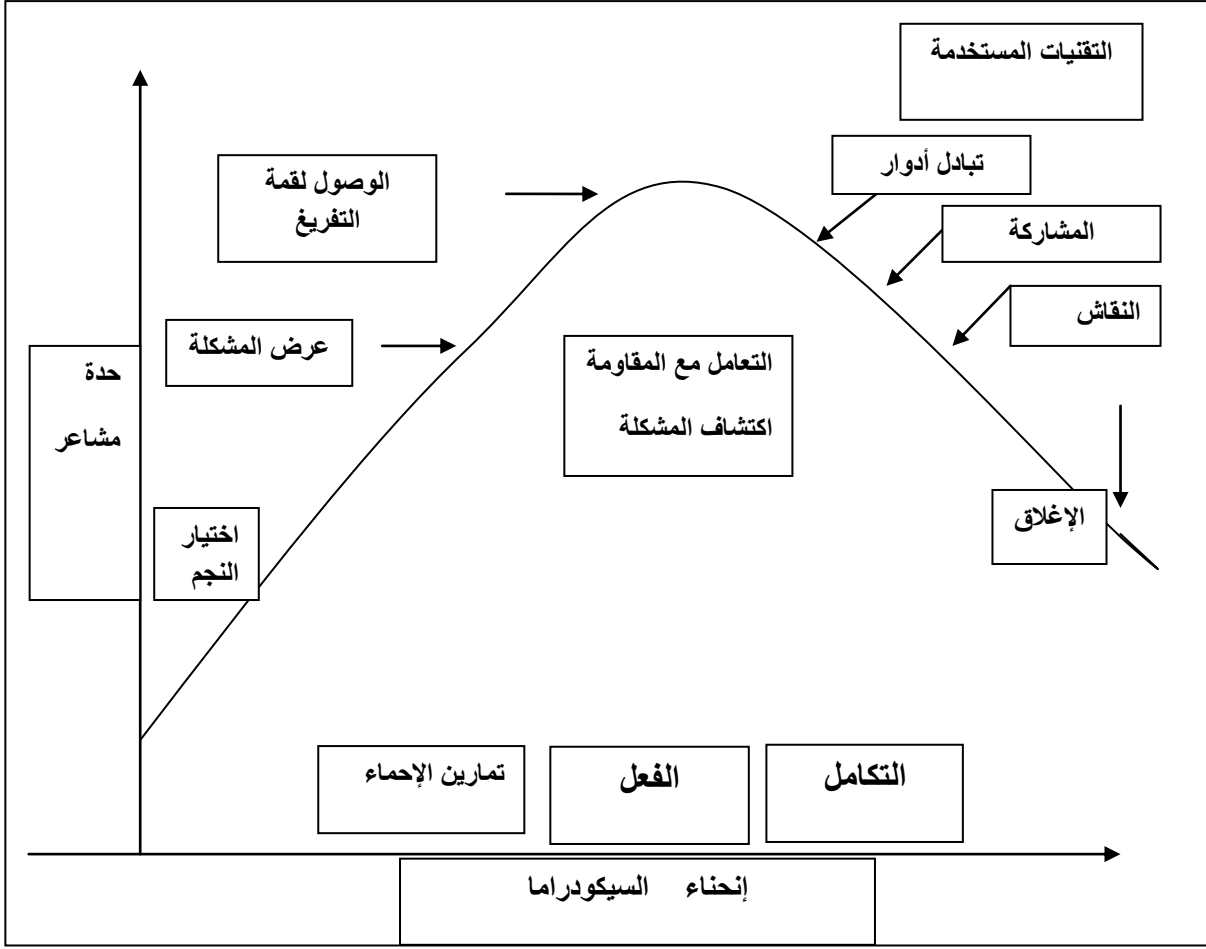 التقنيات المستخدمة
تبادل أدوار
الوصول لقمة
التفريغ
المشاركة
النقاش
عرض المشكلة
التعامل مع المقاومة
اكتشاف المشكلة
حدة
مشاعر
الإغلاق
اختيار
النجم
تمارين الإحماء
الفعل
التكامل
إنحناء السيكودراما